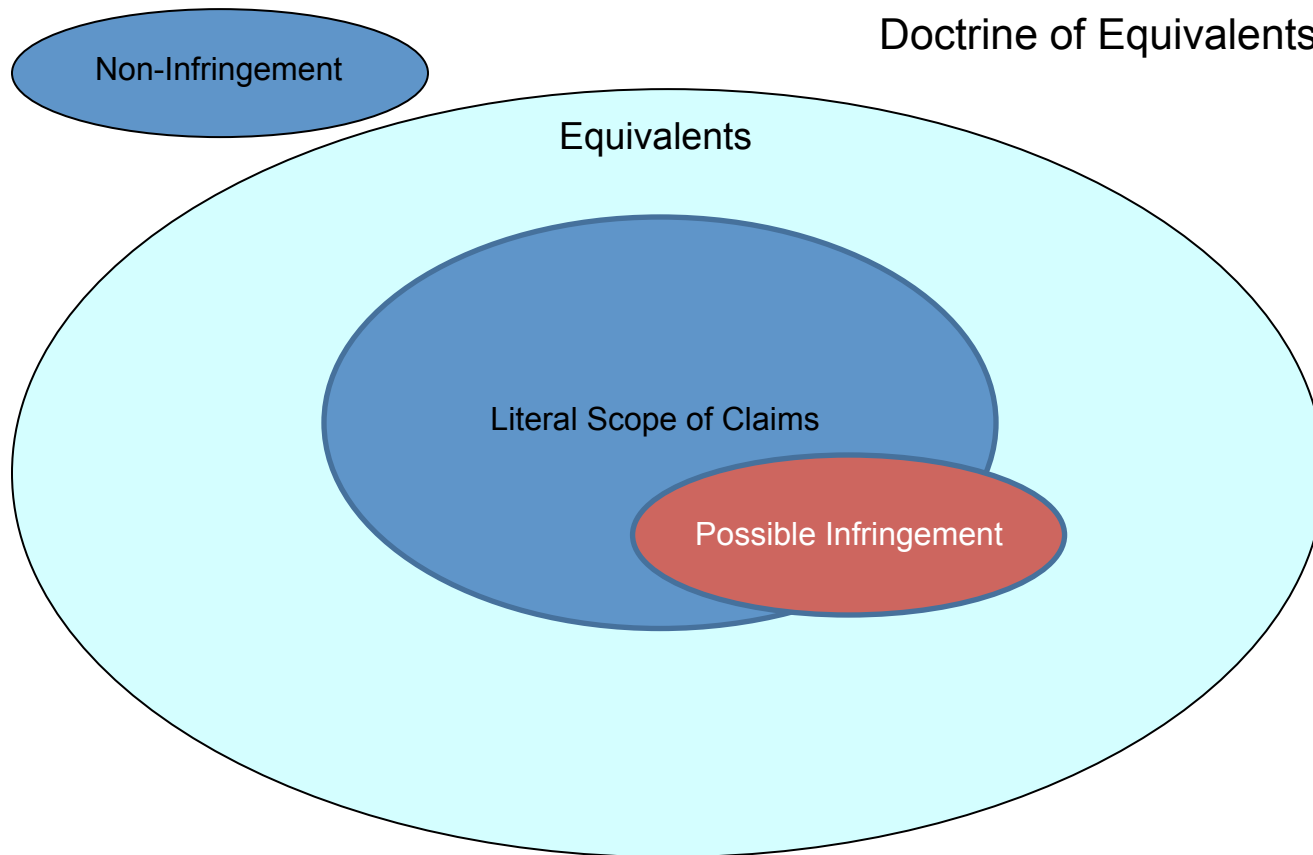 Doctrine of Equivalents
Non-Infringement
Equivalents
Literal Scope of Claims
Possible Infringement